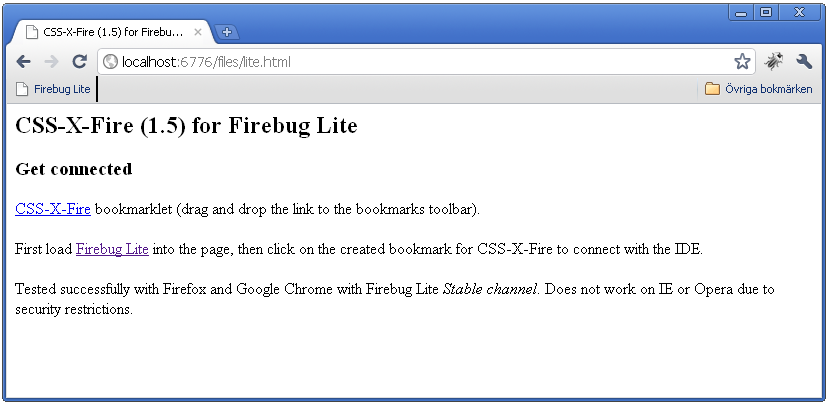 CSS-X-Fire (1.5) for Firebu...
localhost:6776/files/lite.html
Firebug Lite
Övriga bokmärken
CSS-X-Fire (1.5) for Firebug Lite
Get connected
CSS-X-Fire bookmarklet (drag and drop the link to the bookmarks toolbar).
First load Firebug Lite into the page, then click on the created bookmark for CSS-X-Fire to connect with the IDE.
Tested successfully with Firefox and Google Chrome with Firebug Lite Stable channel. Does not work on IE or Opera due to
security restrictions.